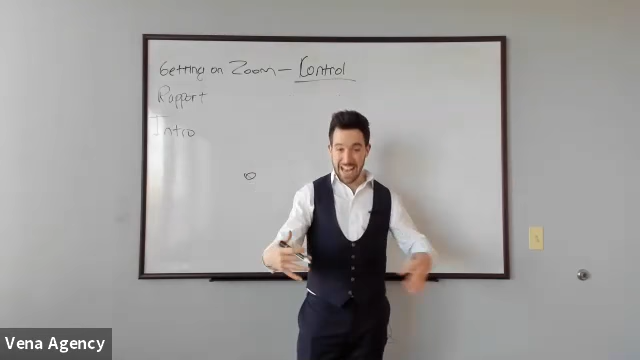 Getting on Zoom – Control
Rapport
Intro
Vena Agency